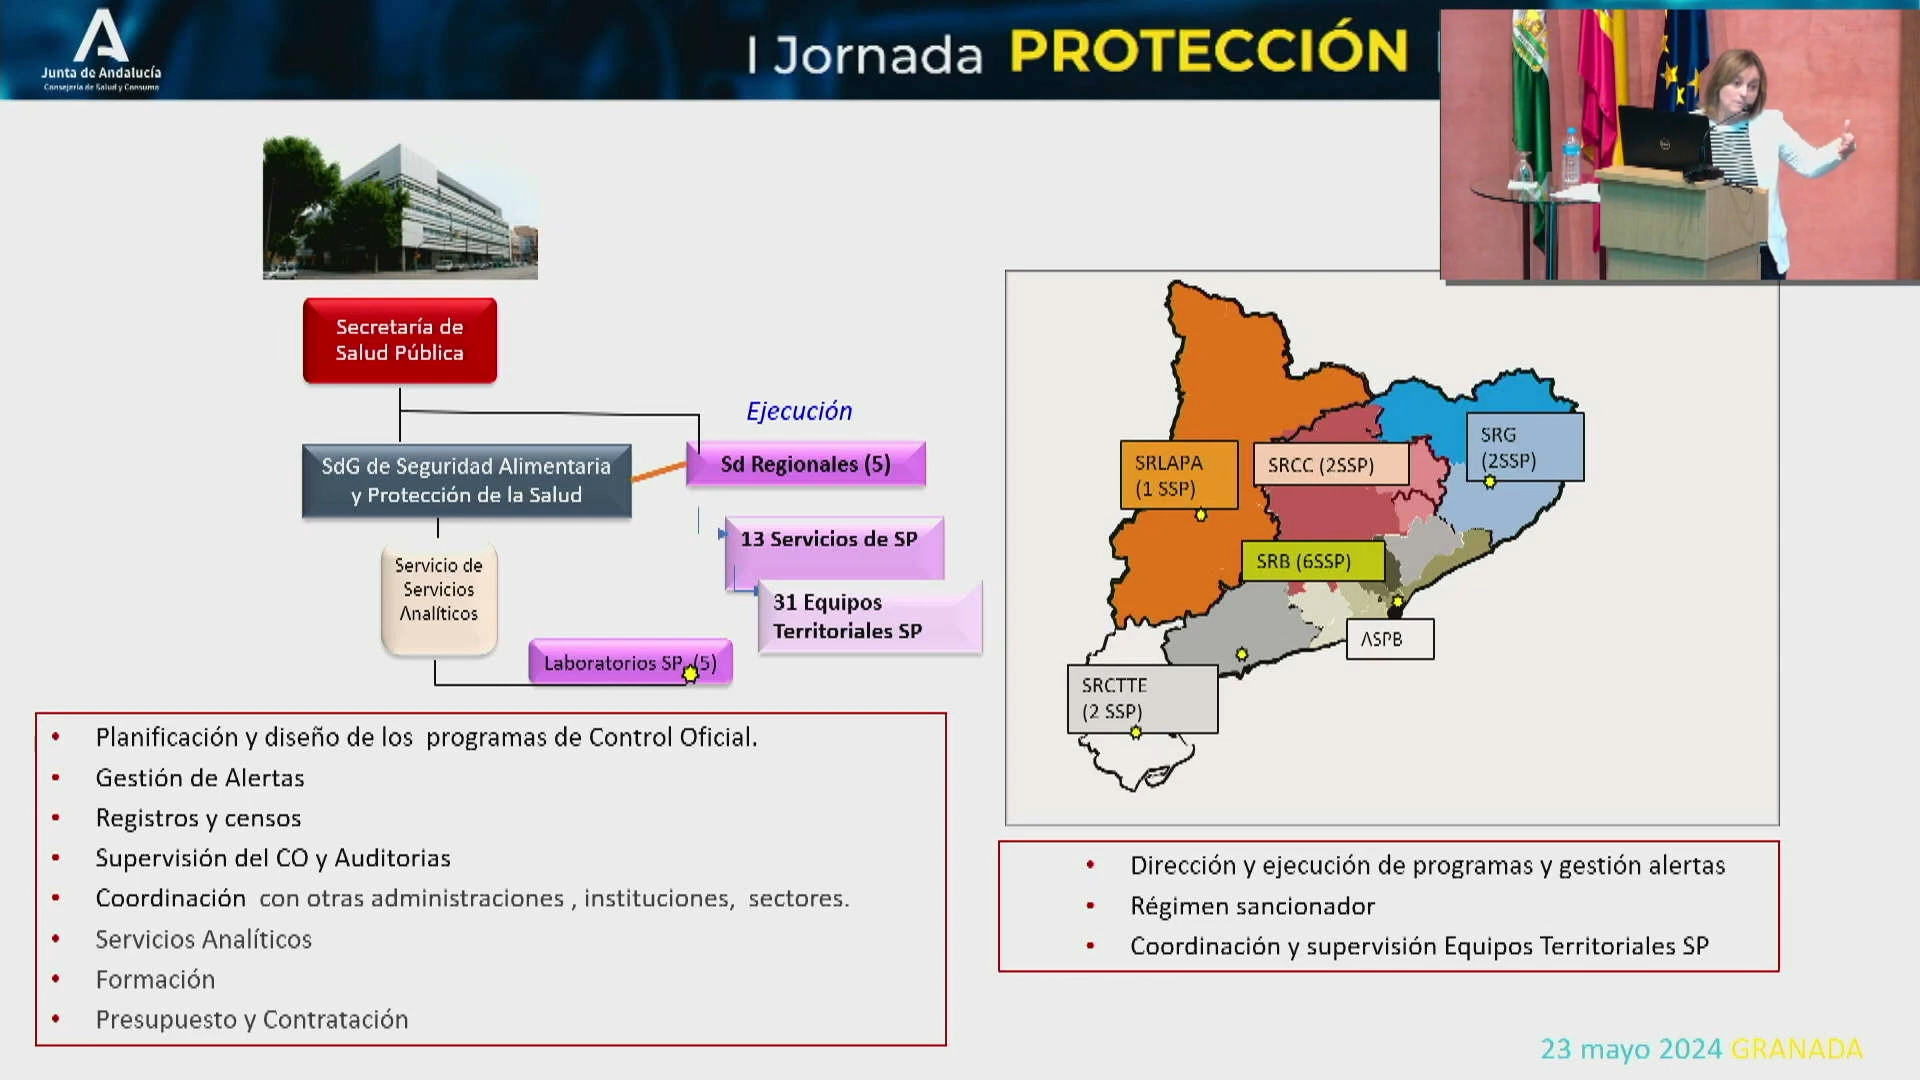 Junta de Andalucía
Consejería de Salud y Consumo
I Jornada PROTECCIÓN
Secretaría de
Salud Pública
Ejecución
SdG de Seguridad Alimentaria
y Protección de la Salud
Sd Regionales (5)
13 Servicios de SP
31 Equipos
Territoriales SP
Servicio de
Servicios
Analíticos
Laboratorios SP (5)
SRLAPA
(1 SSP)
SRCC (2SSP)
SRG
(2SSP)
SRB (6SSP)
ASPB
SRCTTE
(2 SSP)
• Planificación y diseño de los programas de Control Oficial.
• Gestión de Alertas
• Registros y censos
• Supervisión del CO y Auditorias
• Coordinación con otras administraciones , instituciones, sectores.
• Servicios Analíticos
• Formación
• Presupuesto y Contratación
• Dirección y ejecución de programas y gestión alertas
• Régimen sancionador
• Coordinación y supervisión Equipos Territoriales SP
23 mayo 2024 GRANADA